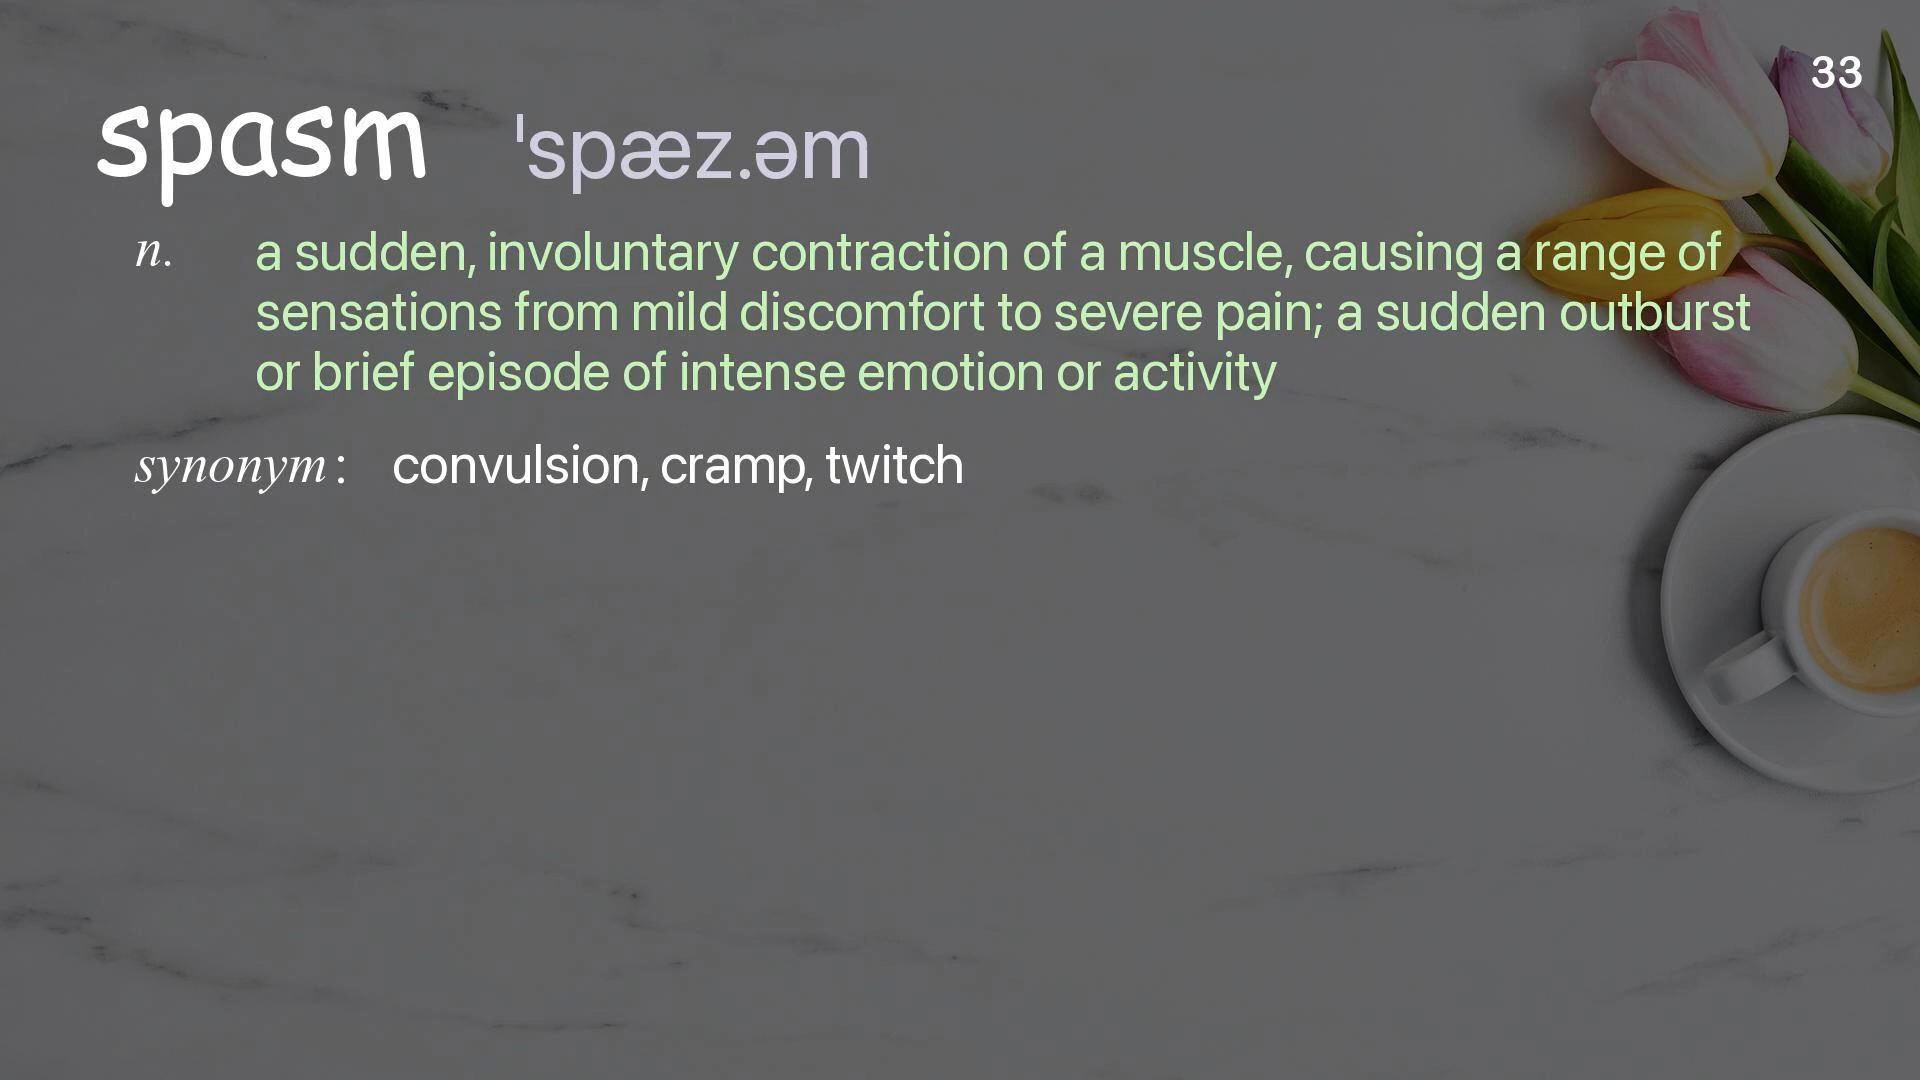 33
spasm ˈspæz.əm
n. a sudden, involuntary contraction of a muscle, causing a range of
sensations from mild discomfort to severe pain; a sudden outburst
or brief episode of intense emotion or activity
synonym: convulsion, cramp, twitch